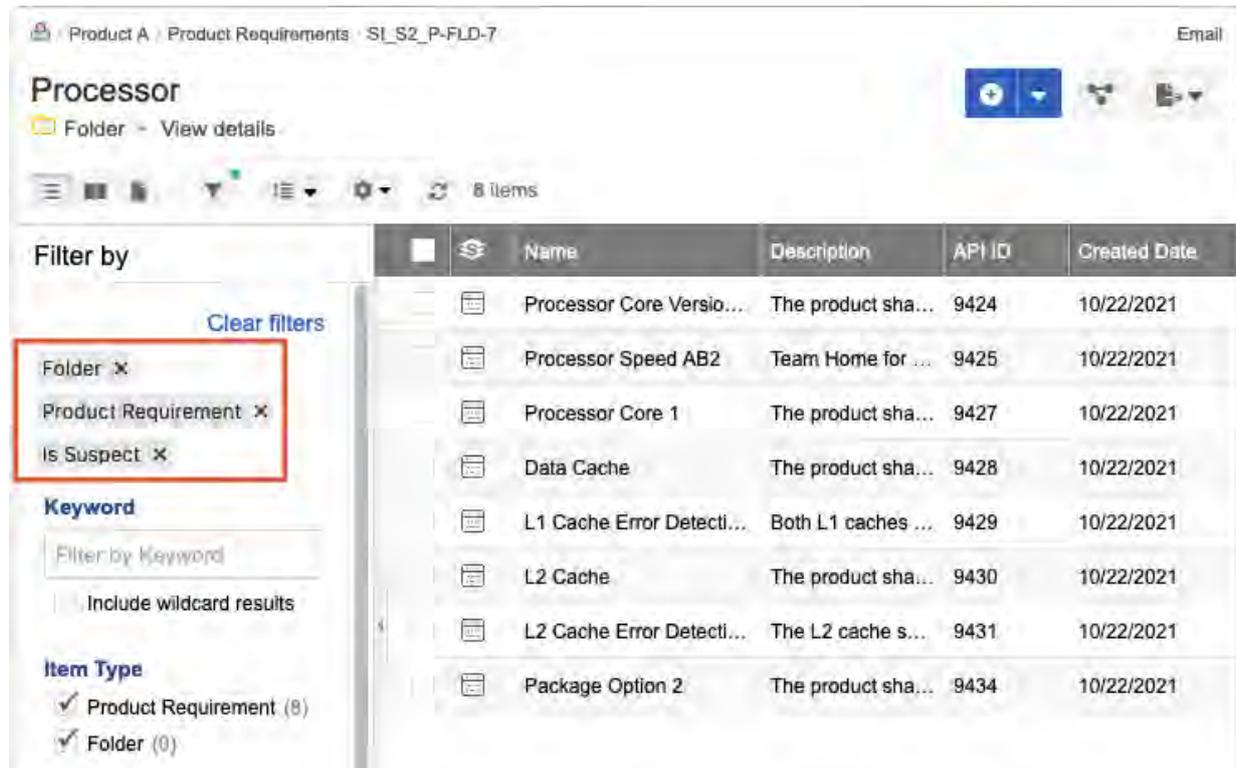 Product A Product Requirements SI_S2_P-FLD-7 Email
Processor
Folder - View details
8 items
Filter by
Clear filters
Folder ×
Product Requirement ×
Is Suspect ×
Keyword
Filter by Keyword
Include wildcard results
Item Type
Product Requirement (8)
Folder (0)
Name Description API ID Created Date
Processor Core Versio... The product sha... 9424 10/22/2021
Processor Speed AB2 Team Home for ... 9425 10/22/2021
Processor Core 1 The product sha... 9427 10/22/2021
Data Cache The product sha... 9428 10/22/2021
L1 Cache Error Detecti... Both L1 caches ... 9429 10/22/2021
L2 Cache The product sha... 9430 10/22/2021
L2 Cache Error Detecti... The L2 cache s... 9431 10/22/2021
Package Option 2 The product sha... 9434 10/22/2021